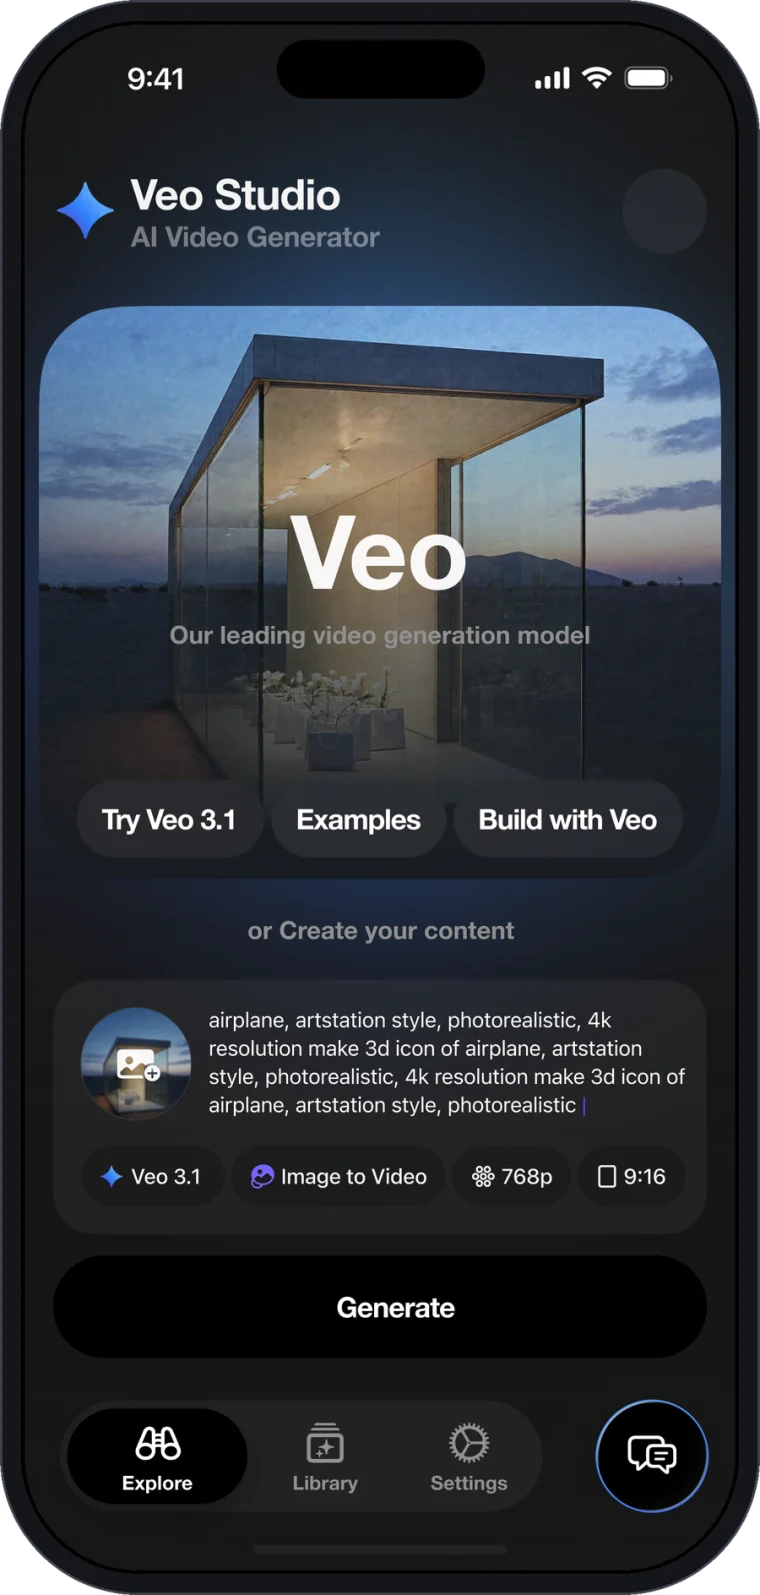 9:41
Veo Studio
AI Video Generator
Veo
Our leading video generation model
Try Veo 3.1
Examples
Build with Veo
or Create your content
airplane, artstation style, photorealistic, 4k
resolution make 3d icon of airplane, artstation
style, photorealistic, 4k resolution make 3d icon of
airplane, artstation style, photorealistic
Veo 3.1
Image to Video
768p
9:16
Generate
Explore
Library
Settings